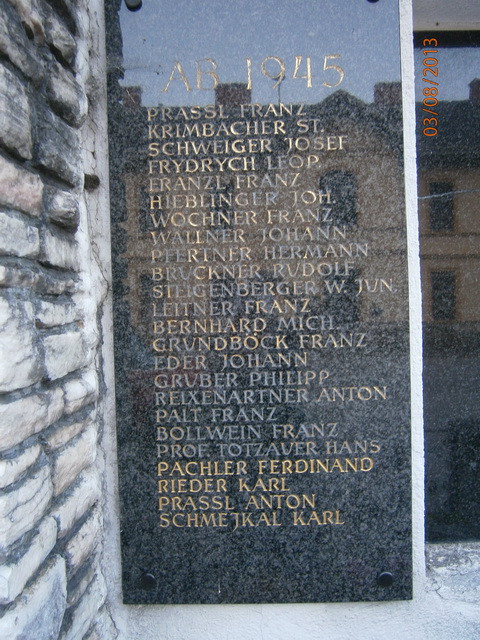 AB 1945
PRASSL FRANZ
KRIMBACHER ST.
SCHWEIGER JOSEF
FRYDRYCH LEOP.
FRANZL FRANZ
HIEBLINGER JOH.
WOCHNER FRANZ
WALLNER JOHANN
PFERTNER HERMANN
BRUCKNER RUDOLF
STEIGENBERGER W. JUN.
LEITNER FRANZ
BERNHARD MICH.
GRUNDBÖCK FRANZ
EDER JOHANN
GRUBER PHILIPP
REIXENARTNER ANTON
PALT FRANZ
BOLLWEIN FRANZ
PROF. TOTZAUER HANS
PACHLER FERDINAND
RIEDER KARL
PRASSL ANTON
SCHMEJKAL KARL
03/08/2013